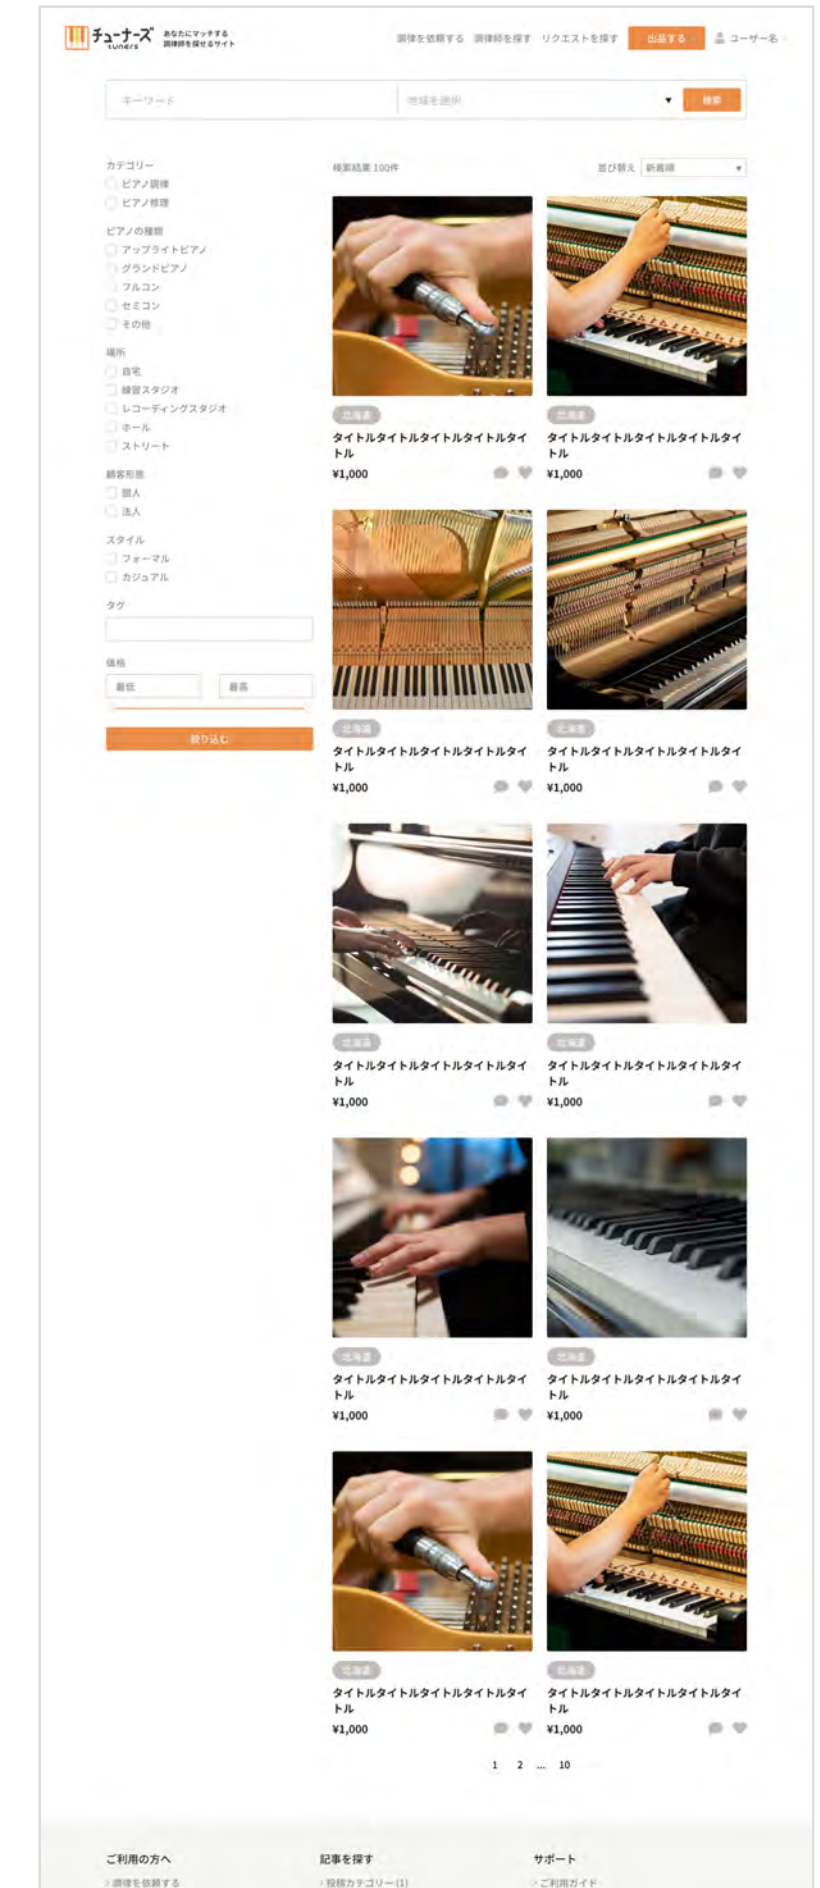 チューナーズ
tuners
あなたにマッチする
調律師を探せるサイト
調律を依頼する 調律師を探す リクエストを探す 出品する ユーザー名
キーワード 地域を選択 検索
カテゴリー
ピアノ調律
ピアノ修理
ピアノの種類
アップライトピアノ
グランドピアノ
フルコン
セミコン
その他
場所
自宅
練習スタジオ
レコーディングスタジオ
ホール
ストリート
顧客形態
個人
法人
スタイル
フォーマル
カジュアル
タグ
価格
最低 最高
絞り込む
検索結果 100件 並び替え 新着順
北海道 北海道
タイトルタイトルタイトルタイトルタイ タイトルタイトルタイトルタイトルタイ
トル トル
¥1,000 ¥1,000
北海道 北海道
タイトルタイトルタイトルタイトルタイ タイトルタイトルタイトルタイトルタイ
トル トル
¥1,000 ¥1,000
北海道 北海道
タイトルタイトルタイトルタイトルタイ タイトルタイトルタイトルタイトルタイ
トル トル
¥1,000 ¥1,000
北海道 北海道
タイトルタイトルタイトルタイトルタイ タイトルタイトルタイトルタイトルタイ
トル トル
¥1,000 ¥1,000
北海道 北海道
タイトルタイトルタイトルタイトルタイ タイトルタイトルタイトルタイトルタイ
トル トル
¥1,000 ¥1,000
1 2 ... 10
ご利用の方へ 記事を探す サポート
› 調律を依頼する › 投稿カテゴリー(1) › ご利用ガイド